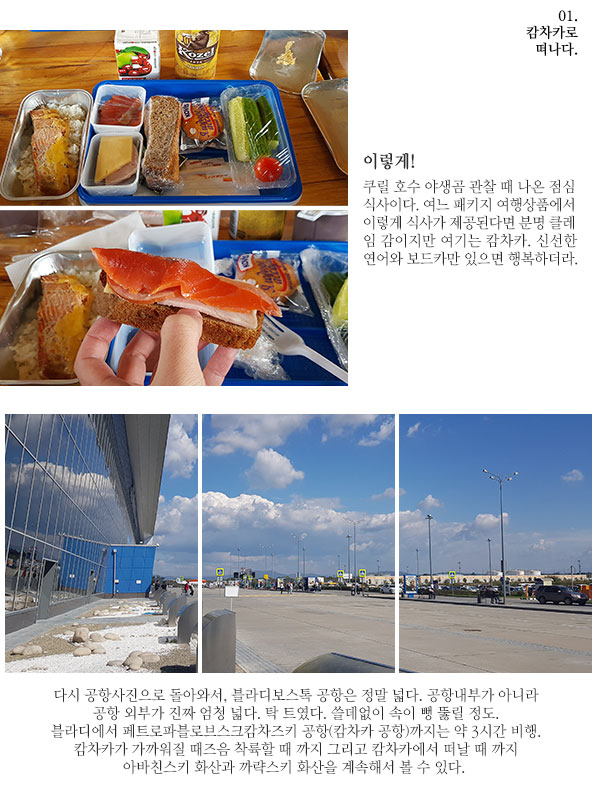 01.
캄차카로
떠나다.
Kozel
이렇게!
쿠릴 호수 야생곰 관찰 때 나온 점심
식사이다. 여느 패키지 여행상품에서
이렇게 식사가 제공된다면 분명 클레
임 감이지만 여기는 캄차카. 신선한
연어와 보드카만 있으면 행복하더라.
다시 공항사진으로 돌아와서, 블라디보스톡 공항은 정말 넓다. 공항내부가 아니라
공항 외부가 진짜 엄청 넓다. 탁 트였다. 쓸데없이 속이 뻥 뚫릴 정도.
블라디에서 페트로파블로브스크캄차즈키 공항(캄차카 공항)까지는 약 3시간 비행.
캄차카가 가까워질 때즈음 착륙할 때 까지 그리고 캄차카에서 떠날 때 까지
아바친스키 화산과 까럌스키 화산을 계속해서 볼 수 있다.